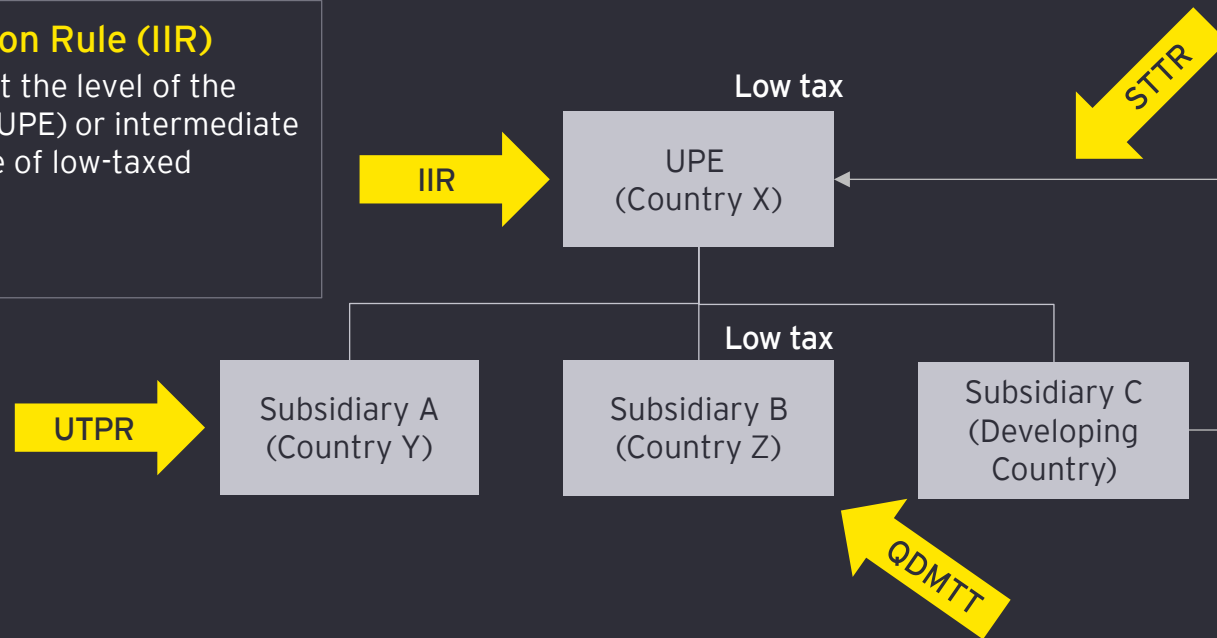 on Rule (IIR)
t the level of the
UPE) or intermediate
e of low-taxed
Low tax
STTR
IIR
UPE
(Country X)
Low tax
UTPR
Subsidiary A
(Country Y)
Subsidiary B
(Country Z)
Subsidiary C
(Developing
Country)
QDMTT